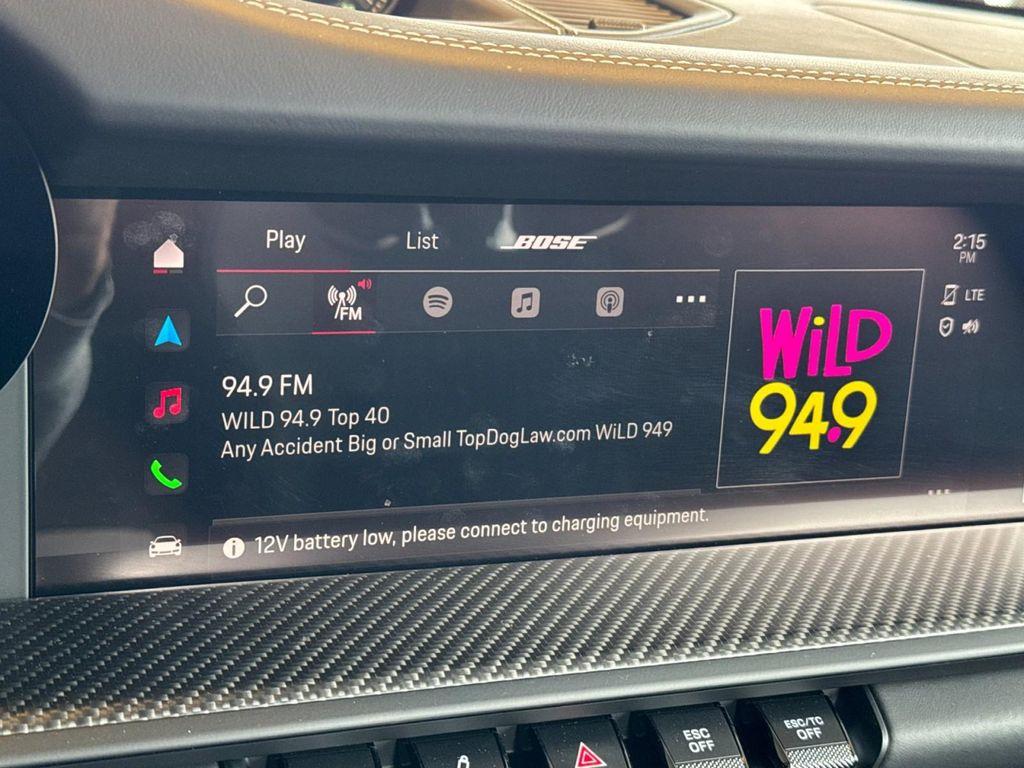 Play
List
BOSE
2:15
PM
FM
LTE
94.9 FM
WILD 94.9 Top 40
Any Accident Big or Small TopDogLaw.com WiLD 949
WiLD
94.9
12V battery low, please connect to charging equipment.
ESC
OFF
ESC/TC
OFF